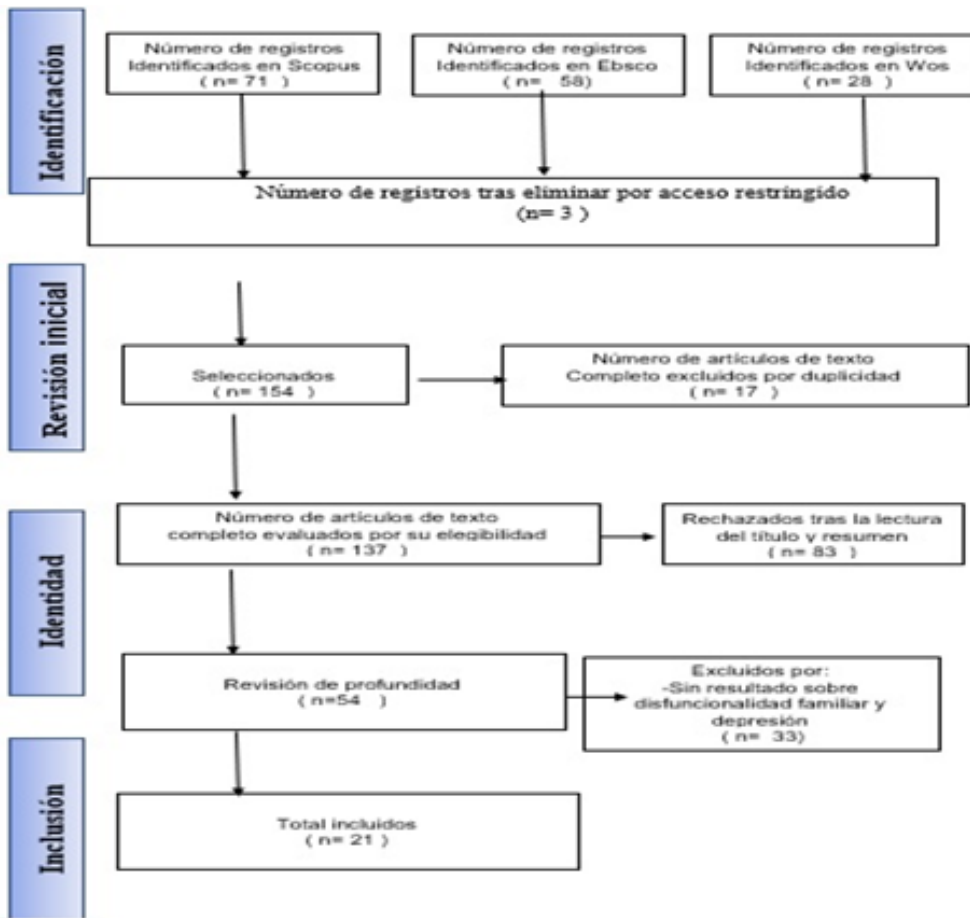 Identificación
Número de registros
Identificados en Scopus
( n= 71 )
Número de registros
Identificados en Ebsco
( n= 58)
Número de registros
Identificados en Wos
( n= 28 )
Número de registros tras eliminar por acceso restringido
(n= 3 )
Revisión inicial
Seleccionados
( n= 154 )
Número de artículos de texto
Completo excluidos por duplicidad
( n= 17 )
Identidad
Número de artículos de texto
completo evaluados por su elegibilidad
( n= 137 )
Rechazados tras la lectura
del título y resumen
( n= 83 )
Revisión de profundidad
( n=54 )
Excluidos por:
-Sin resultado sobre
disfuncionalidad familiar y
depresión
( n= 33)
Inclusión
Total incluidos
( n= 21 )